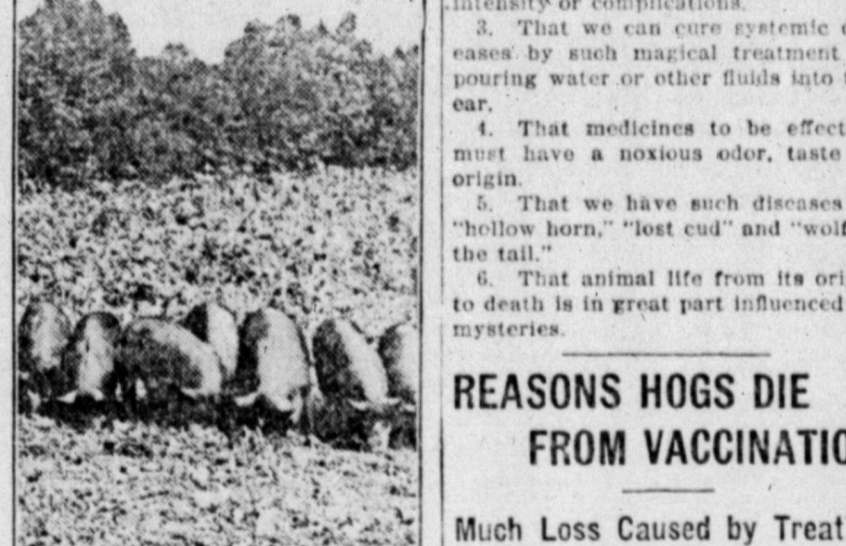 intensity or complications.
3. That we can cure systemic
eases by such magical treatment
pouring water or other fluids into
ear.
4. That medicines to be effect
must have a noxious odor, taste
origin.
5. That we have such diseases
"hollow horn," "lost cud" and "wolf
the tail."
6. That animal life from its ori
to death is in great part influenced
mysteries.
REASONS HOGS DIE
FROM VACCINATIO
Much Loss Caused by Treat